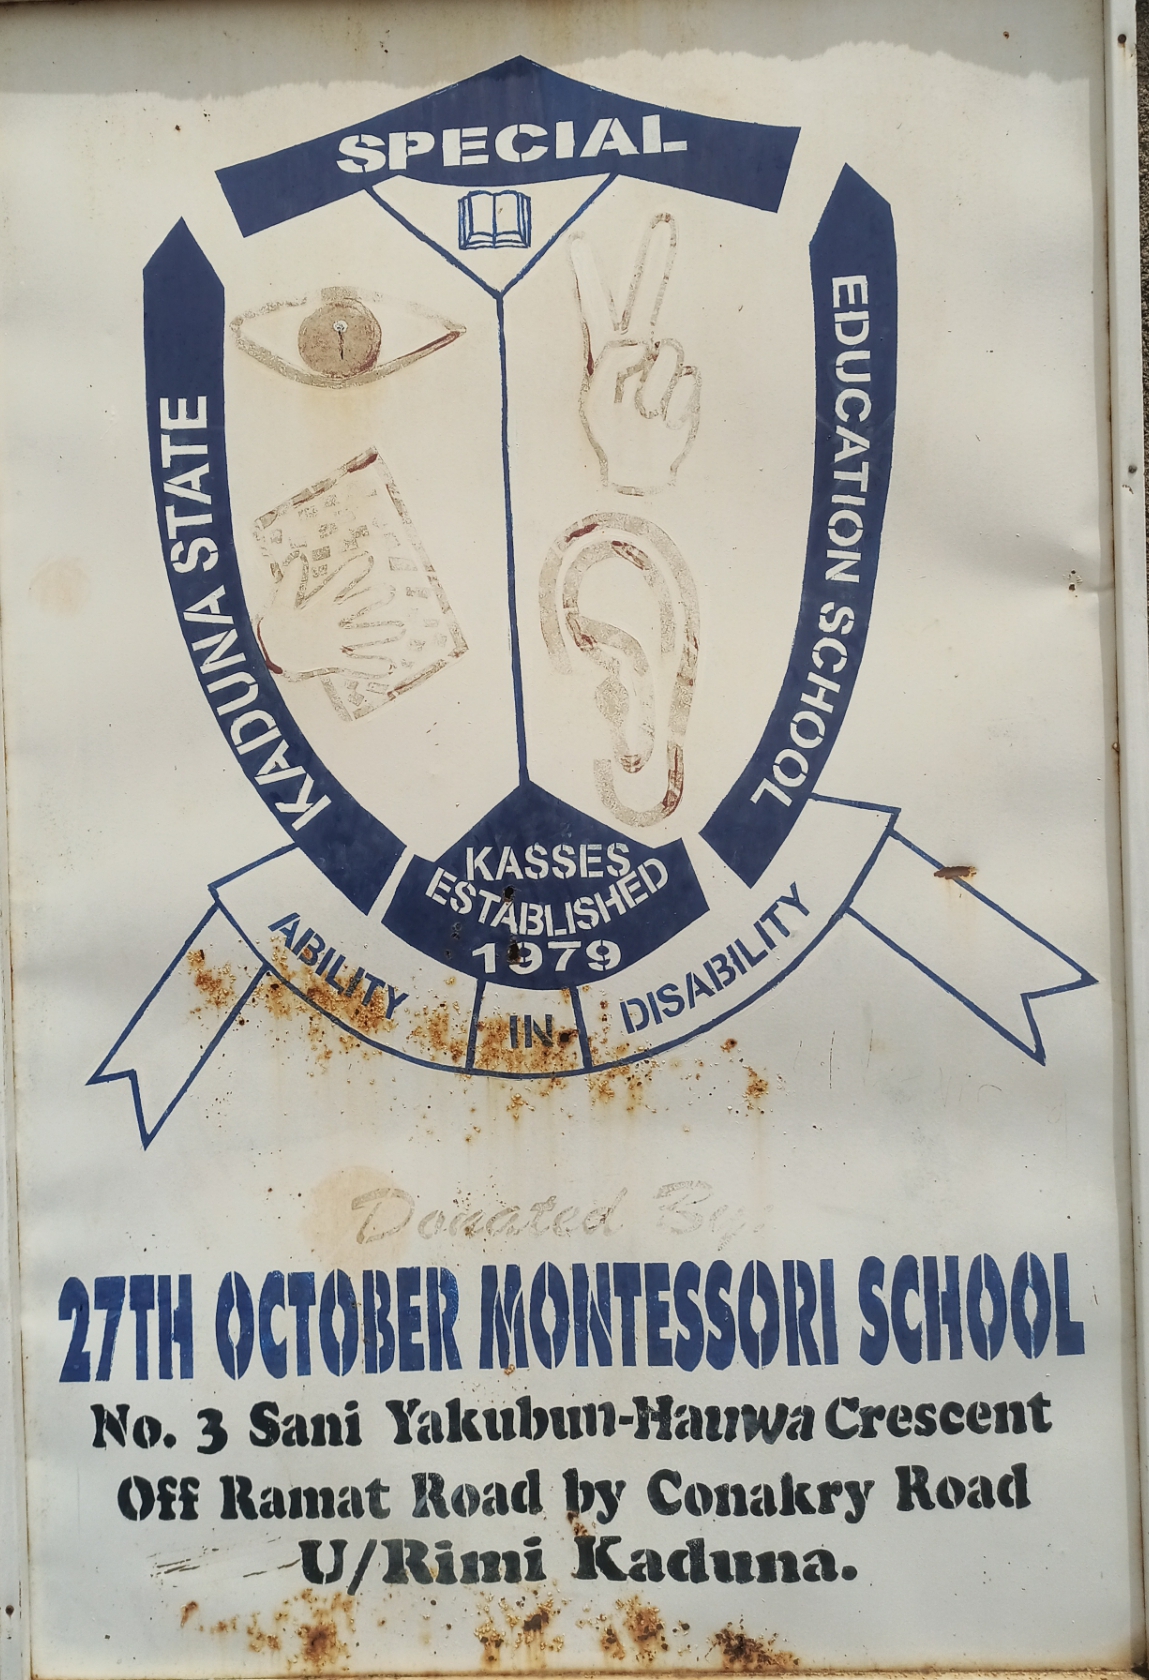 SPECIAL
KADUNA STATE
EDUCATION SCHOOL
KASSES
ESTABLISHED
1979
ABILITY IN DISABILITY
Donated By:
27TH OCTOBER MONTESSORI SCHOOL
No. 3 Sani Yakubun-Hauwa Crescent
Off Ramat Road by Conakry Road
U/Rimi Kaduna.